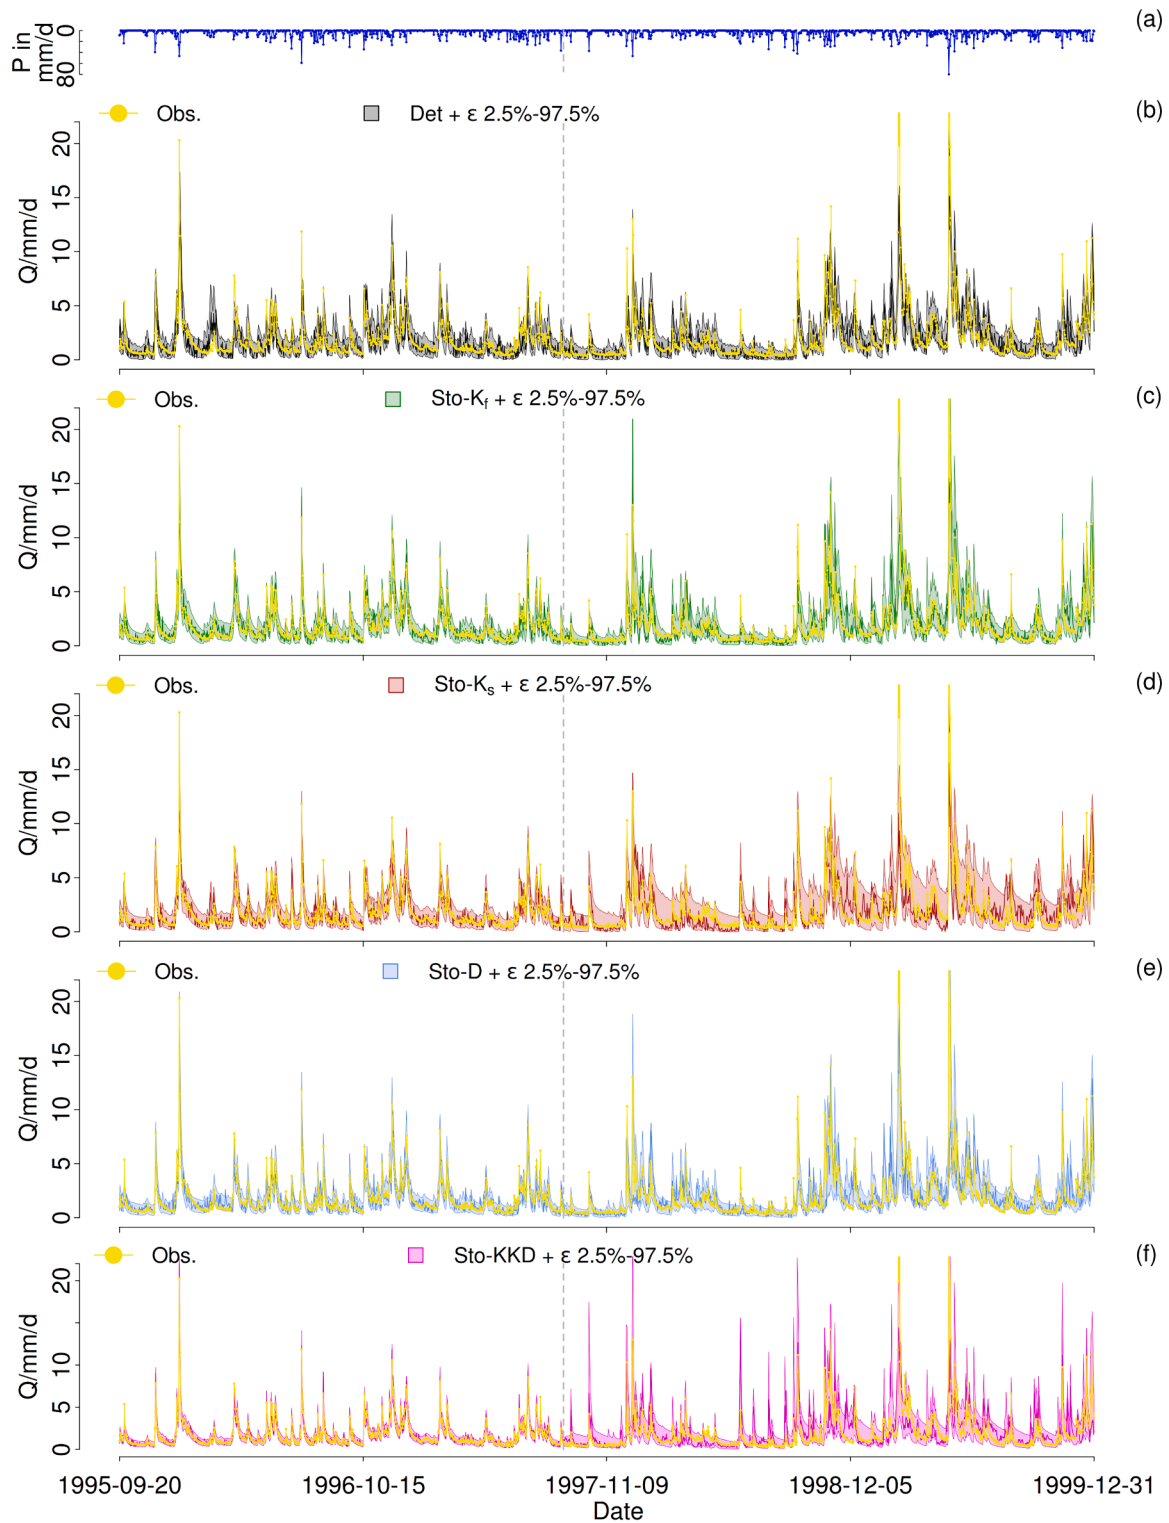 (a)
P in
mm/d
0
80
(b)
Obs.
Det + ε 2.5%-97.5%
Q/mm/d
20
15
10
5
0
(c)
Obs.
Sto-Kf + ε 2.5%-97.5%
Q/mm/d
20
15
10
5
0
(d)
Obs.
Sto-Ks + ε 2.5%-97.5%
Q/mm/d
20
15
10
5
0
(e)
Obs.
Sto-D + ε 2.5%-97.5%
Q/mm/d
20
15
10
5
0
(f)
Obs.
Sto-KKD + ε 2.5%-97.5%
Q/mm/d
20
10
5
0
1995-09-20
1996-10-15
1997-11-09
1998-12-05
1999-12-31
Date